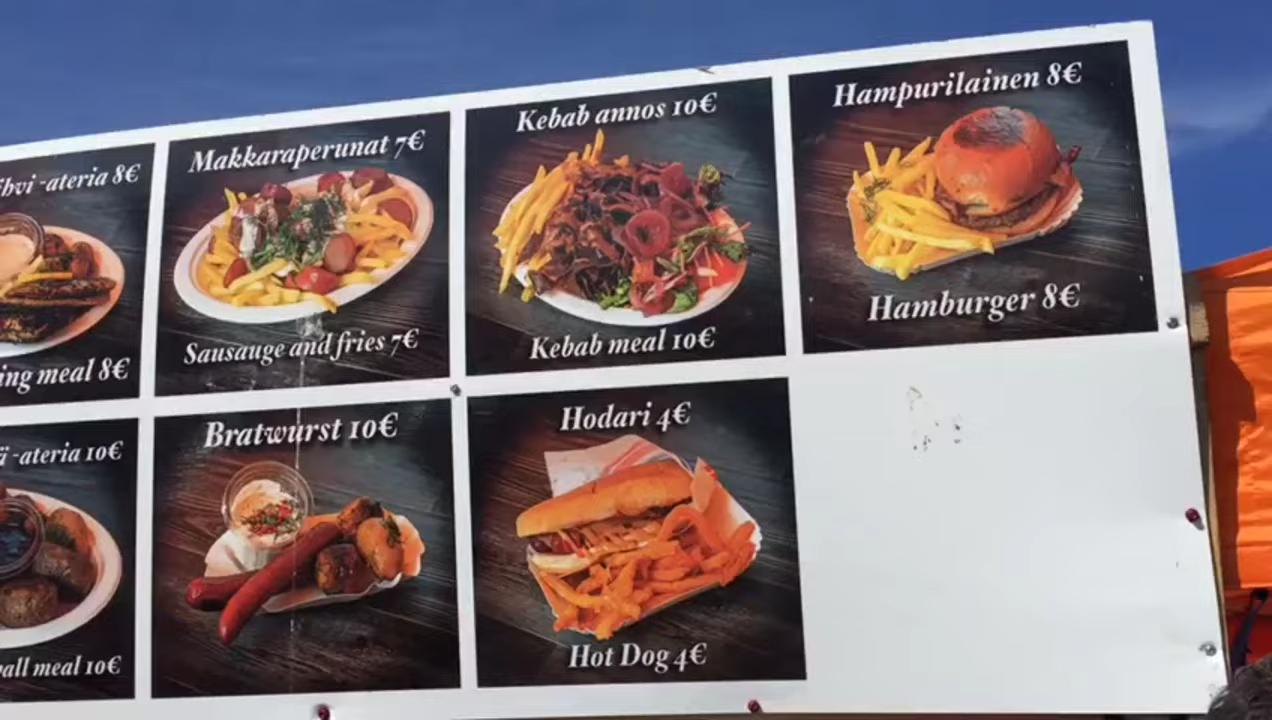 -ateria 8€
ing meal 8€
Makkaraperunat 7€
Sausauge and fries 7€
Kebab annos 10€
Kebab meal 10€
Hampurilainen 8€
Hamburger 8€
-ateria 10€
all meal 10€
Bratwurst 10€
Hodari 4€
Hot Dog 4€